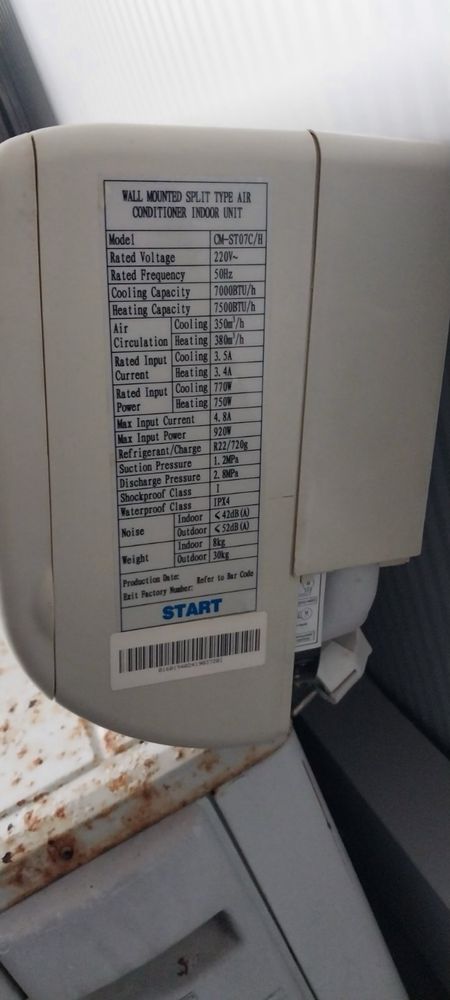 WALL MOUNTED SPLIT TYPE AIR
CONDITIONER INDOOR UNIT
Model CM-ST07C/H
Rated Voltage 220V~
Rated Frequency 50Hz
Cooling Capacity 7000BTU/h
Heating Capacity 7500BTU/h
Air Circulation Cooling 350m³/h
Heating 380m³/h
Rated Input Current Cooling 3.5A
Heating 3.4A
Rated Input Power Cooling 770W
Heating 750W
Max Input Current 4.8A
Max Input Power 920W
Refrigerant/Charge R22/720g
Suction Pressure 1.2MPa
Discharge Pressure 2.8MPa
Shockproof Class I
Waterproof Class IPX4
Noise Indoor ≤42dB(A)
Outdoor ≤52dB(A)
Weight Indoor 8kg
Outdoor 30kg
Production Date: Refer to Bar Code
Exit Factory Number:
START